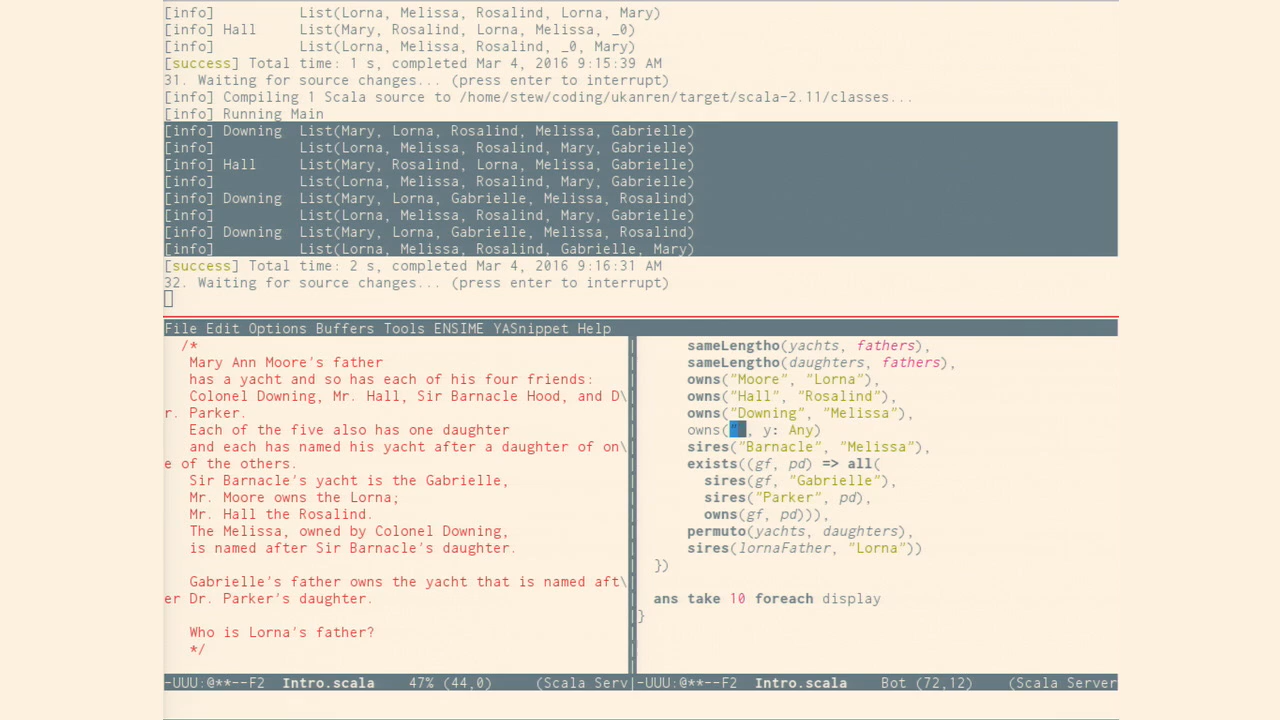 [info]         List(Lorna, Melissa, Rosalind, Lorna, Mary)
[info] Hall     List(Mary, Rosalind, Lorna, Melissa, _0)
[info]         List(Lorna, Melissa, Rosalind, _0, Mary)
[success] Total time: 1 s, completed Mar 4, 2016 9:15:39 AM
31. Waiting for source changes... (press enter to interrupt)
[info] Compiling 1 Scala source to /home/stew/coding/ukanren/target/scala-2.11/classes...
[info] Running Main
[info] Downing  List(Mary, Lorna, Rosalind, Melissa, Gabrielle)
[info]         List(Lorna, Melissa, Rosalind, Mary, Gabrielle)
[info] Hall     List(Mary, Rosalind, Lorna, Melissa, Gabrielle)
[info]         List(Lorna, Melissa, Rosalind, Mary, Gabrielle)
[info] Downing  List(Mary, Lorna, Gabrielle, Melissa, Rosalind)
[info]         List(Lorna, Melissa, Rosalind, Mary, Gabrielle)
[info] Downing  List(Mary, Lorna, Gabrielle, Melissa, Rosalind)
[info]         List(Lorna, Melissa, Rosalind, Gabrielle, Mary)
[success] Total time: 2 s, completed Mar 4, 2016 9:16:31 AM
32. Waiting for source changes... (press enter to interrupt)
File Edit Options Buffers Tools ENSIME YASnippet Help
/*
Mary Ann Moore's father
has a yacht and so has each of his four friends:
Colonel Downing, Mr. Hall, Sir Barnacle Hood, and D\
r. Parker.
Each of the five also has one daughter
and each has named his yacht after a daughter of on\
e of the others.
Sir Barnacle's yacht is the Gabrielle,
Mr. Moore owns the Lorna;
Mr. Hall the Rosalind.
The Melissa, owned by Colonel Downing,
is named after Sir Barnacle's daughter.
Gabrielle's father owns the yacht that is named aft\
er Dr. Parker's daughter.
Who is Lorna's father?
*/
-UUU:@**--F2  Intro.scala    47% (44,0)     (Scala Serv
sameLengtho(yachts, fathers),
sameLengtho(daughters, fathers),
owns("Moore", "Lorna"),
owns("Hall", "Rosalind"),
owns("Downing", "Melissa"),
owns(" , y: Any)
sires("Barnacle", "Melissa"),
exists((gf, pd) => all(
sires(gf, "Gabrielle"),
sires("Parker", pd),
owns(gf, pd))),
permuto(yachts, daughters),
sires(lornaFather, "Lorna"))
})
ans take 10 foreach display
}
-UUU:@**--F2  Intro.scala    Bot (72,12)    (Scala Server